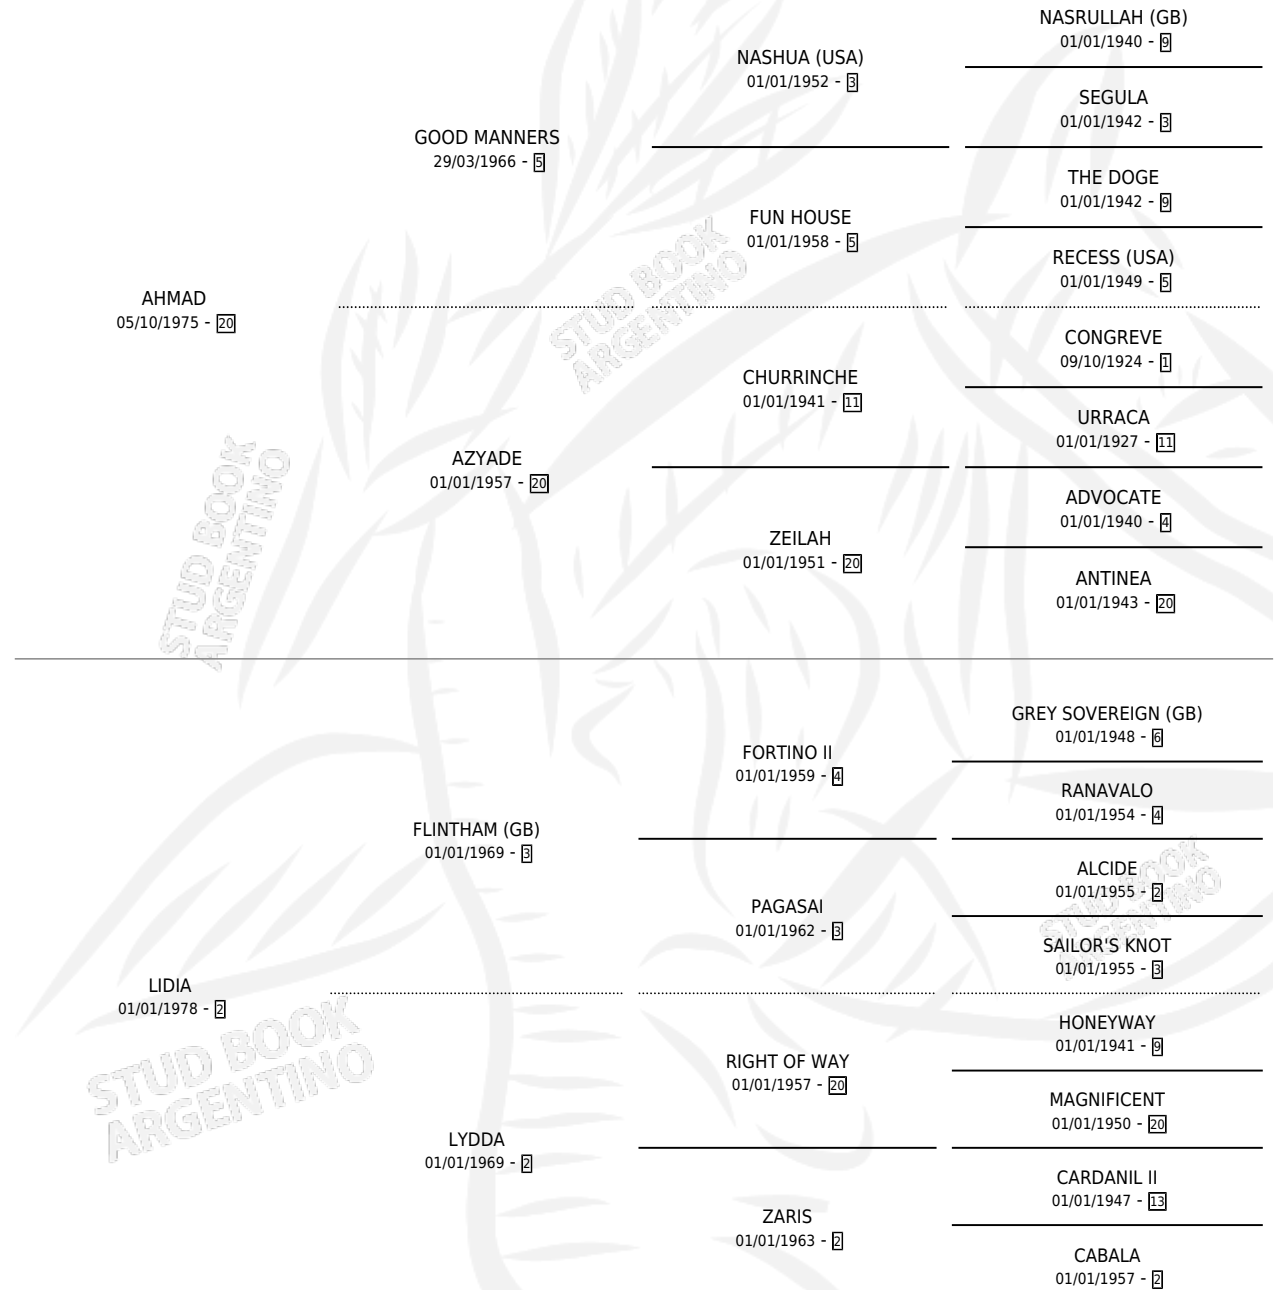 NASRULLAH (GB)
01/01/1940 - 9
NASHUA (USA)
01/01/1952 - 3
SEGULA
01/01/1942 - 3
GOOD MANNERS
29/03/1966 - 5
THE DOGE
01/01/1942 - 9
FUN HOUSE
01/01/1958 - 5
RECESS (USA)
01/01/1949 - 5
AHMAD
05/10/1975 - 20
STUD BOOK
ARGENTINO
CONGREVE
09/10/1924 - 1
CHURRINCHE
01/01/1941 - 11
URRACA
01/01/1927 - 11
AZYADE
01/01/1957 - 20
ADVOCATE
01/01/1940 - 4
ZEILAH
01/01/1951 - 20
ANTINEA
01/01/1943 - 20
STUD BOOK
ARGENTINO
GREY SOVEREIGN (GB)
01/01/1948 - 6
FORTINO II
01/01/1959 - 4
RANAVALO
01/01/1954 - 4
FLINTHAM (GB)
01/01/1969 - 3
ALCIDE
01/01/1955 - 2
PAGASAI
01/01/1962 - 3
STUD BOOK
ARGENTINO
SAILOR'S KNOT
01/01/1955 - 3
LIDIA
01/01/1978 - 2
HONEYWAY
01/01/1941 - 9
RIGHT OF WAY
01/01/1957 - 20
STUD BOOK
ARGENTINO
MAGNIFICENT
01/01/1950 - 20
LYDDA
01/01/1969 - 2
CARDANIL II
01/01/1947 - 13
ZARIS
01/01/1963 - 2
CABALA
01/01/1957 - 2